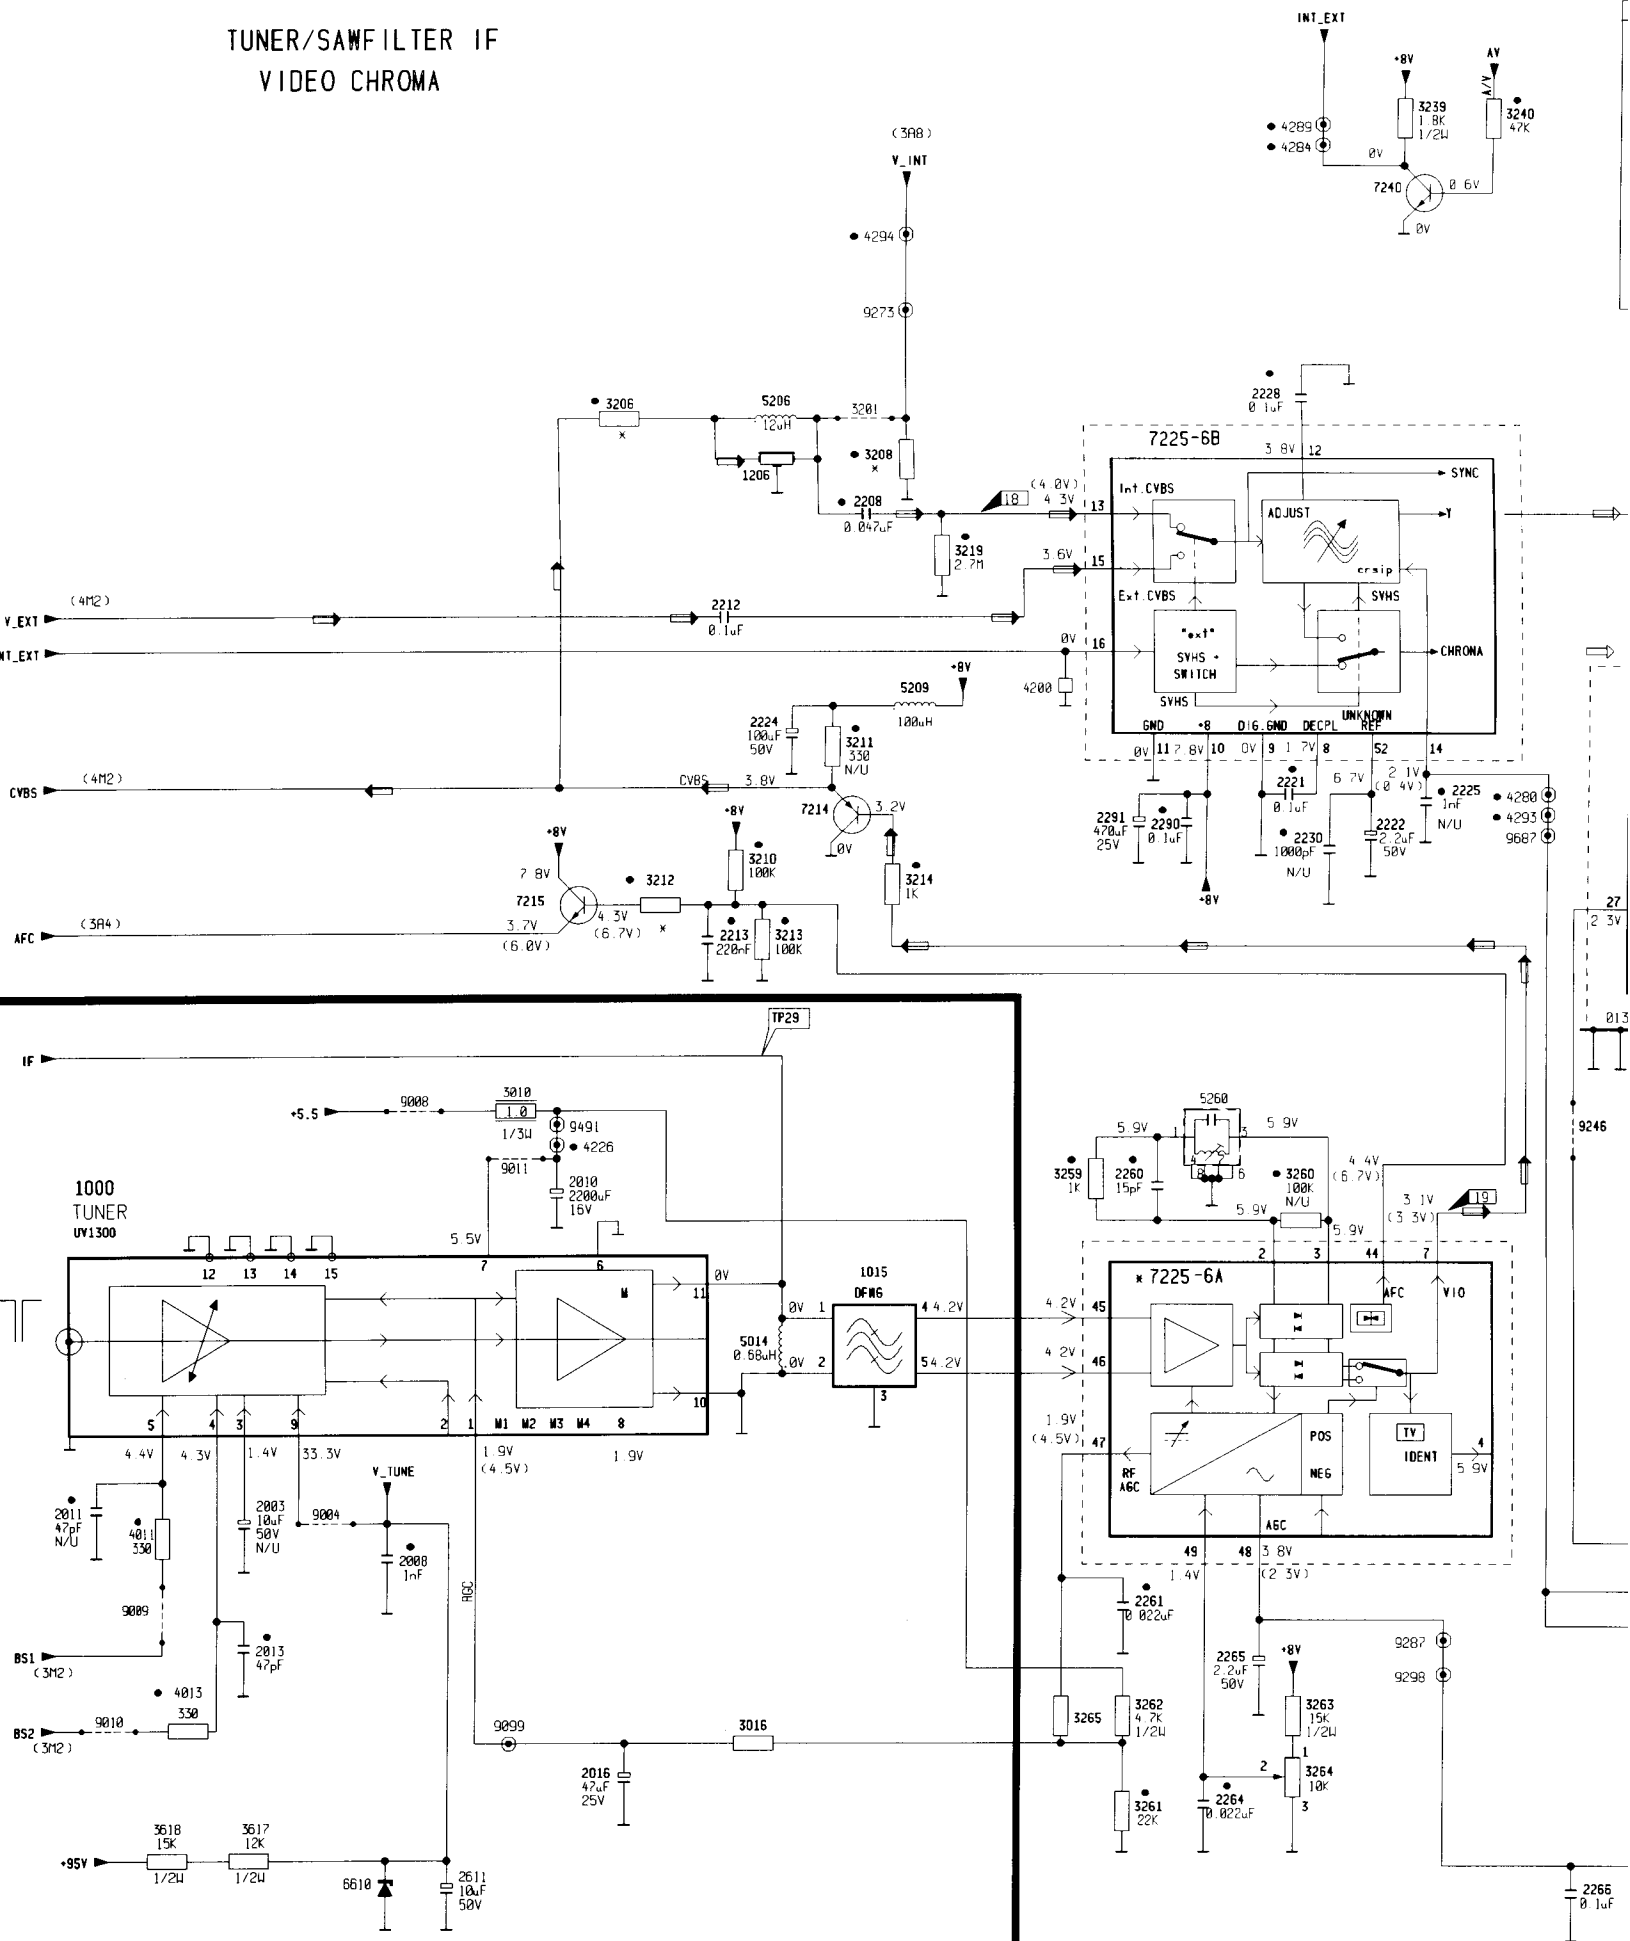 TUNER/SAWFILTER IF
VIDEO CHROMA
INT_EXT
+8V
AV
A/V
3239
1.8K
1/2W
3240
47K
4289
4284
0V
7240
0 6V
0V
(3A8)
V_INT
4294
9273
3206
*
5206
12uH
3201
1206
3208
*
2208
0.047uF
18
(4.0V)
4 3V
3219
2.7M
3.6V
2228
0 1uF
7225-6B
3 8V
12
SYNC
13
Int.CVBS
ADJUST
Y
15
crsip
Ext.CVBS
SVHS
16
"ext"
SVHS +
SWITCH
CHRONA
SVHS
UNKNOWN
GND
+8
DIG.GND
DECPL
REF
0V
11
7.8V
10
0V
9
1 7V
8
52
14
V_EXT
(4M2)
2212
0.1uF
NT_EXT
0V
4200
+8V
5209
100uH
2224
100uF
50V
3211
330
N/U
CVBS
(4M2)
CVBS
3.8V
7214
3.2V
0V
2291
470uF
25V
2290
0.1uF
+8V
2221
0.1uF
2230
1000pF
N/U
6 7V
2 1V
(0 4V)
2222
2.2uF
50V
2225
1nF
N/U
4280
4293
9687
+8V
7 8V
7215
3212
*
+8V
3210
100K
3214
1K
AFC
(3A4)
3.7V
(6.0V)
4.3V
(6.7V)
2213
220nF
3213
100K
27
2 3V
013
9246
TP29
IF
+5.5
9008
3010
1.0
1/3W
9491
4226
9011
2010
2200uF
16V
1000
TUNER
UV1300
12
13
14
15
5.5V
7
6
M
11
0V
10
5
4
3
9
2
1
M1
M2
M3
M4
8
4.4V
4.3V
1.4V
33.3V
1.9V
(4.5V)
1.9V
5014
0.68uH
0V
1
0V
2
1015
OFWG
4
4.2V
5
4.2V
3
5260
5.9V
1
3
5.9V
4
8
6
3259
1K
2260
15pF
3260
100K
N/U
5.9V
5.9V
4.4V
(6.7V)
3 1V
(3 3V)
19
2
3
44
7
* 7225-6A
AFC
VIO
4.2V
45
4.2V
46
1.9V
(4.5V)
47
RF
AGC
POS
NEG
TV
IDENT
4
5 9V
AGC
49
48
3 8V
1.4V
(2 3V)
2011
47pF
N/U
4011
330
2003
10uF
50V
N/U
9004
V_TUNE
2008
1nF
AGC
9009
BS1
(3M2)
2013
47pF
4013
330
BS2
(3M2)
9010
9099
2016
47uF
25V
3016
3265
2261
0 022uF
3262
4.7K
1/2W
3261
22K
2265
2.2uF
50V
+8V
3263
15K
1/2W
1
2
3264
10K
3
2264
0.022uF
9287
9298
2266
0.1uF
+95V
3618
15K
1/2W
3617
12K
1/2W
6610
2611
10uF
50V